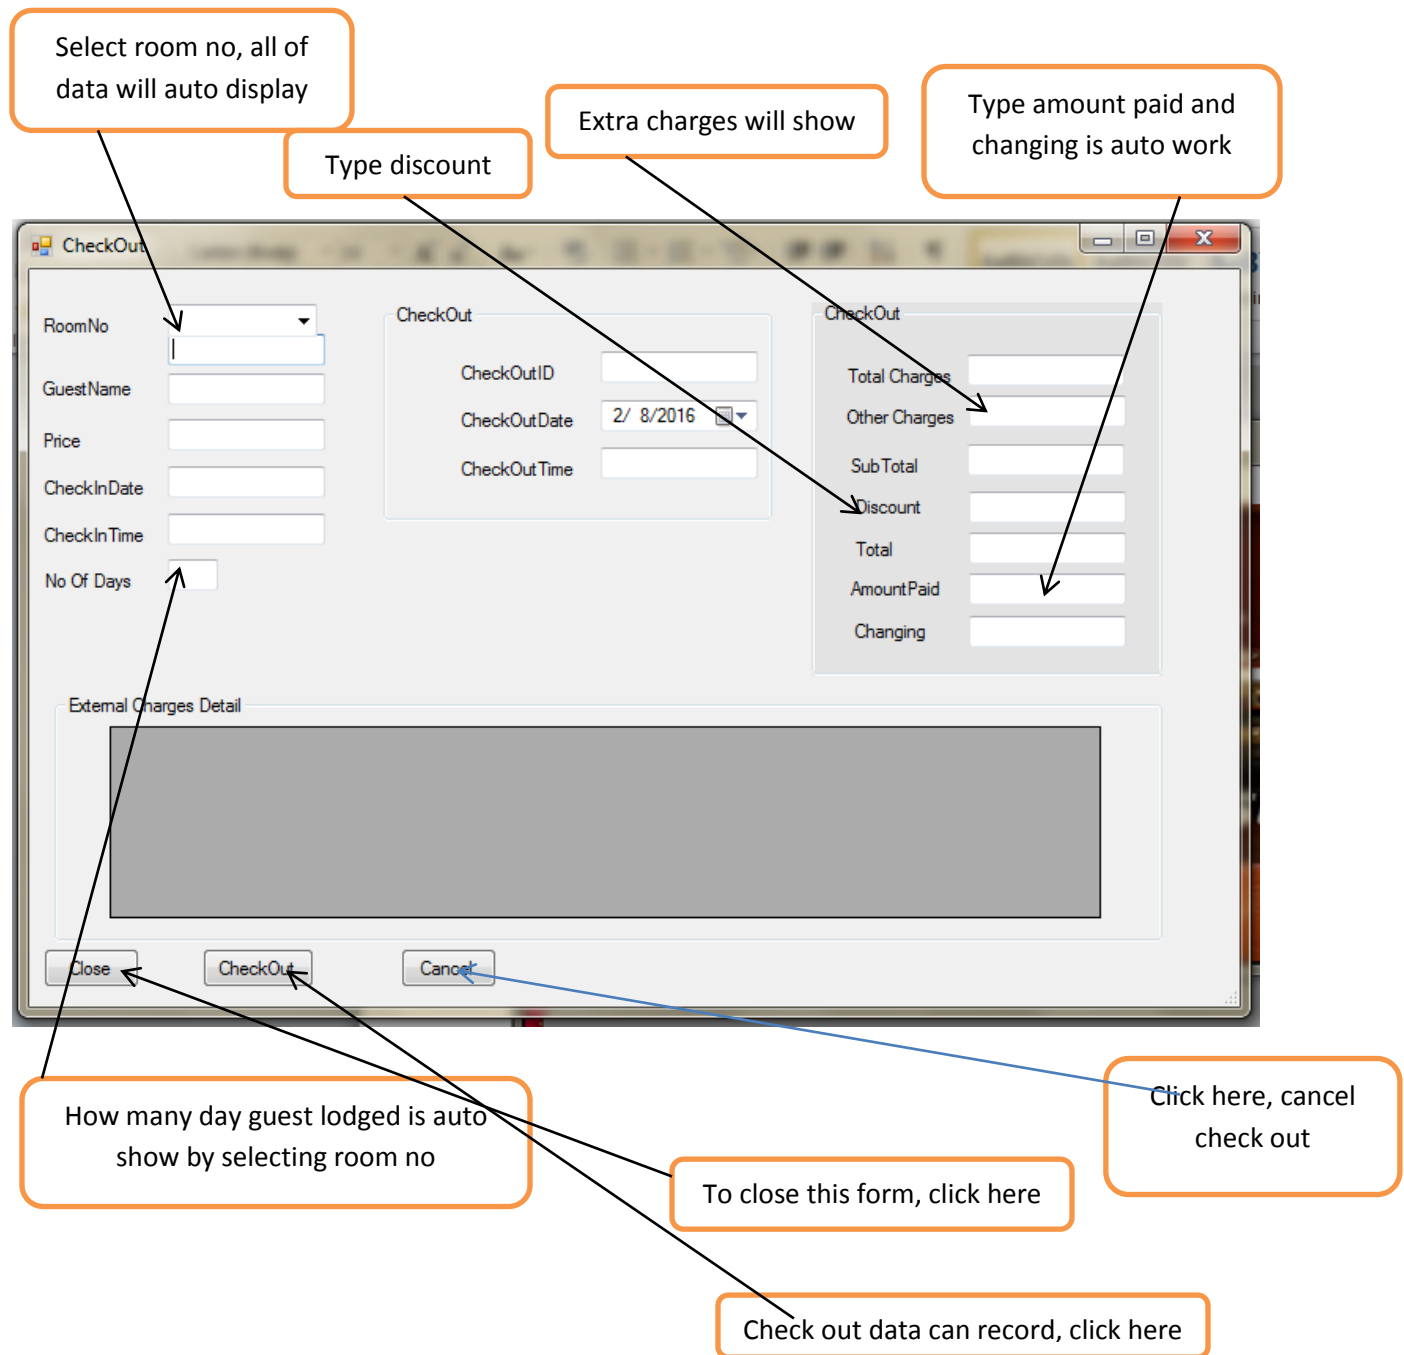 Select room no, all of
data will auto display
Type discount
Extra charges will show
Type amount paid and
changing is auto work
CheckOut
RoomNo
GuestName
Price
CheckInDate
CheckInTime
No Of Days
CheckOut
CheckOutID
CheckOutDate
2/ 8/2016
CheckOutTime
CheckOut
Total Charges
Other Charges
SubTotal
Discount
Total
AmountPaid
Changing
External Charges Detail
Close
CheckOut
Cancel
How many day guest lodged is auto
show by selecting room no
Click here, cancel
check out
To close this form, click here
Check out data can record, click here